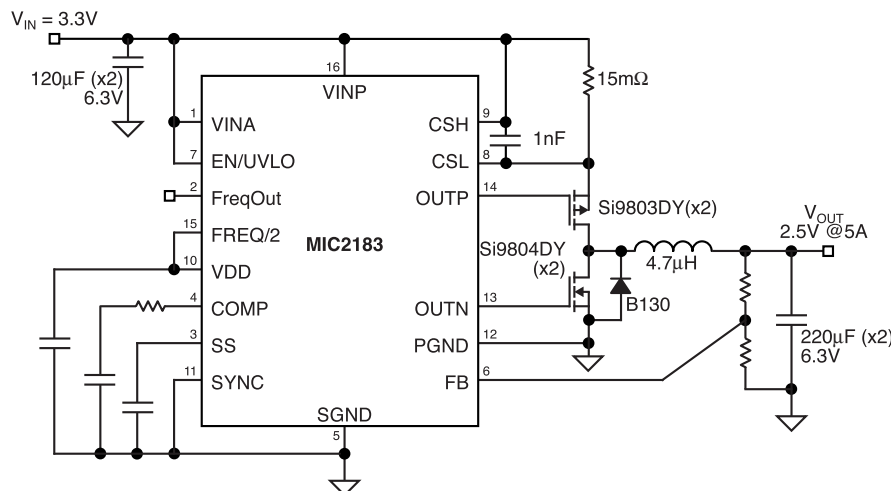 VIN = 3.3V
120µF (x2)
6.3V
16
VINP
15mΩ
1
VINA
CSH
9
1nF
7
EN/UVLO
CSL
8
2
FreqOut
OUTP
14
Si9803DY(x2)
15
FREQ/2
MIC2183
Si9804DY
(x2)
VOUT
2.5V @5A
10
VDD
4.7µH
4
COMP
OUTN
13
B130
3
SS
PGND
12
220µF (x2)
6.3V
11
SYNC
FB
6
SGND
5